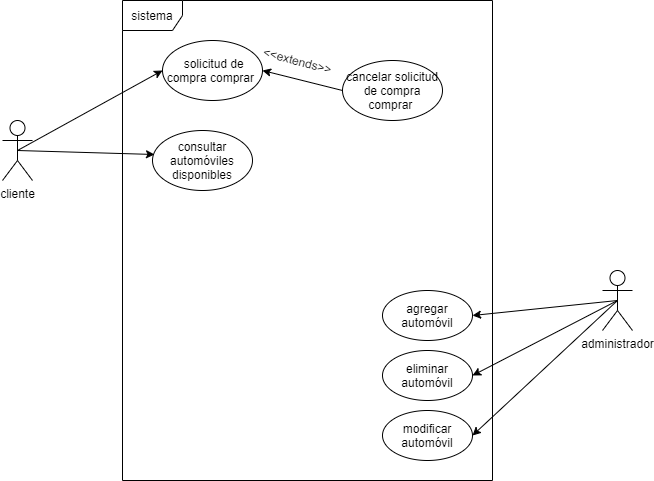 sistema
solicitud de
compra comprar
<<extends>>
cancelar solicitud
de compra
comprar
consultar
automóviles
disponibles
cliente
agregar
automóvil
administrador
eliminar
automóvil
modificar
automóvil